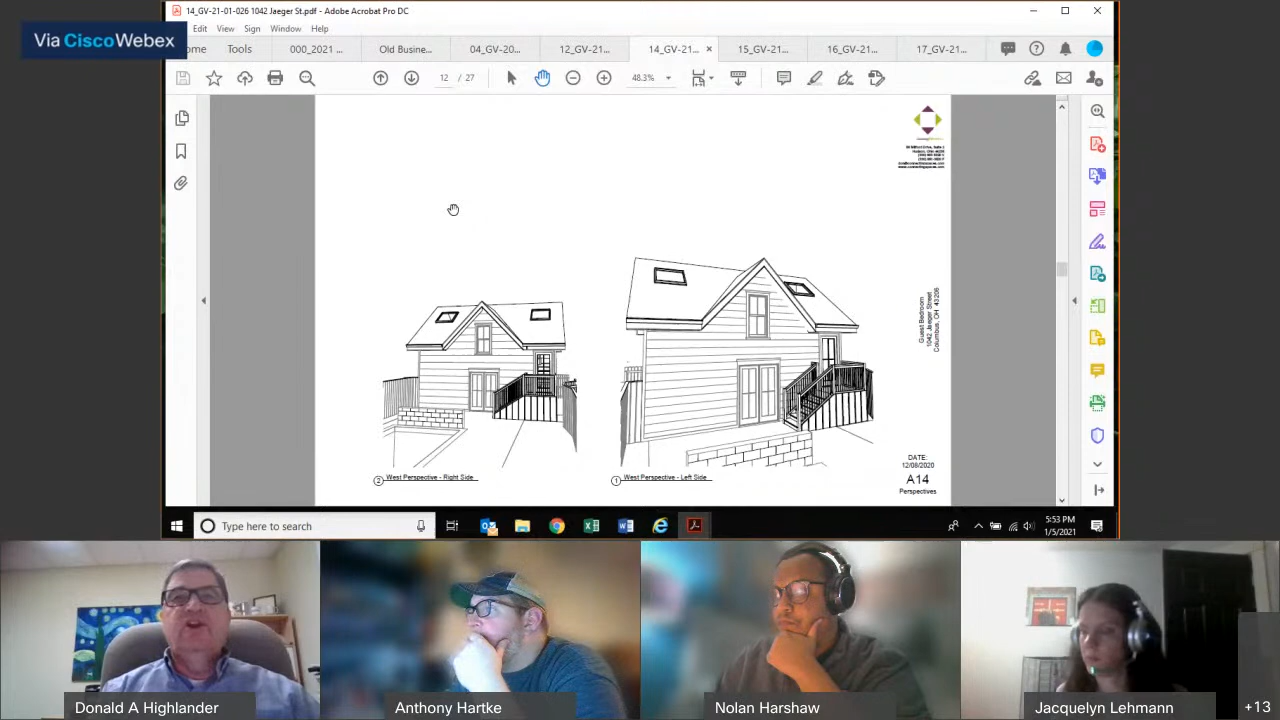 14_GV-21-01-026 1042 Jaeger St.pdf - Adobe Acrobat Pro DC
Via CiscoWebex
Edit View Sign Window Help
ome Tools 000_2021 ... Old Busine... 04_GV-20... 12_GV-21... 14_GV-21... × 15_GV-21... 16_GV-21... 17_GV-21...
12 / 27 48.3%
Guest Bedroom
1042 Jaeger Street
Columbus, OH 43206
2 West Perspective - Right Side
1 West Perspective - Left Side
DATE:
12/08/2020
A14
Perspectives
Type here to search
5:53 PM
1/5/2021
Donald A Highlander
Anthony Hartke
Nolan Harshaw
Jacquelyn Lehmann
+13